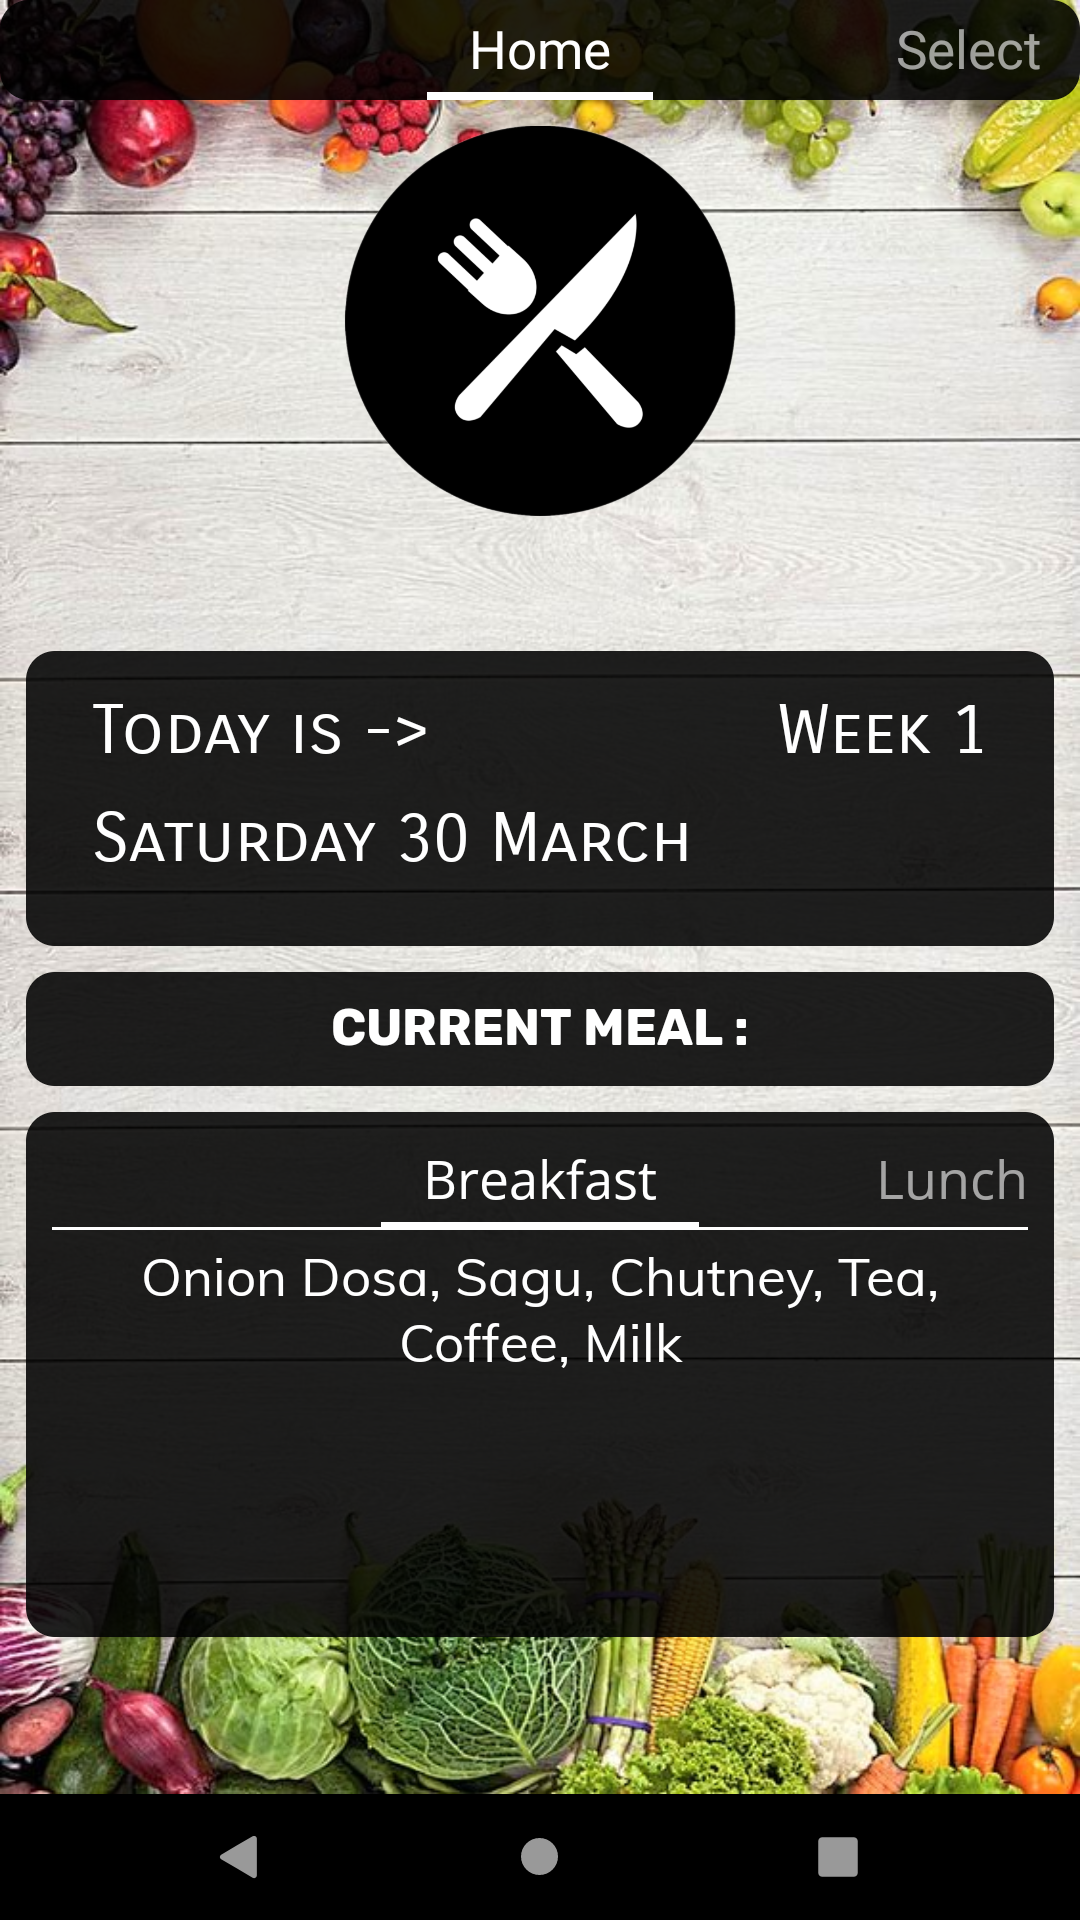 Home Select
Today is -> Week 1
Saturday 30 March
CURRENT MEAL :
Breakfast Lunch
Onion Dosa, Sagu, Chutney, Tea,
Coffee, Milk